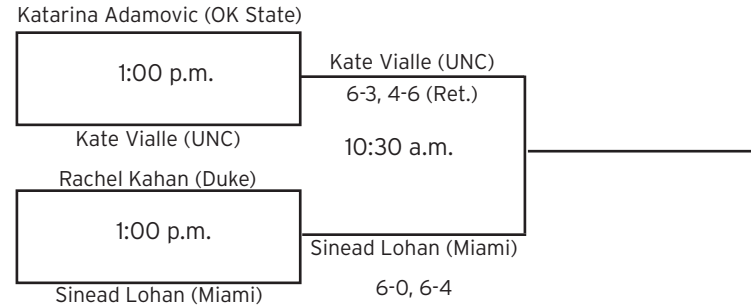 Katarina Adamovic (OK State)
1:00 p.m.
Kate Vialle (UNC)
Rachel Kahan (Duke)
1:00 p.m.
Sinead Lohan (Miami)
Kate Vialle (UNC)
6-3, 4-6 (Ret.)
10:30 a.m.
Sinead Lohan (Miami)
6-0, 6-4